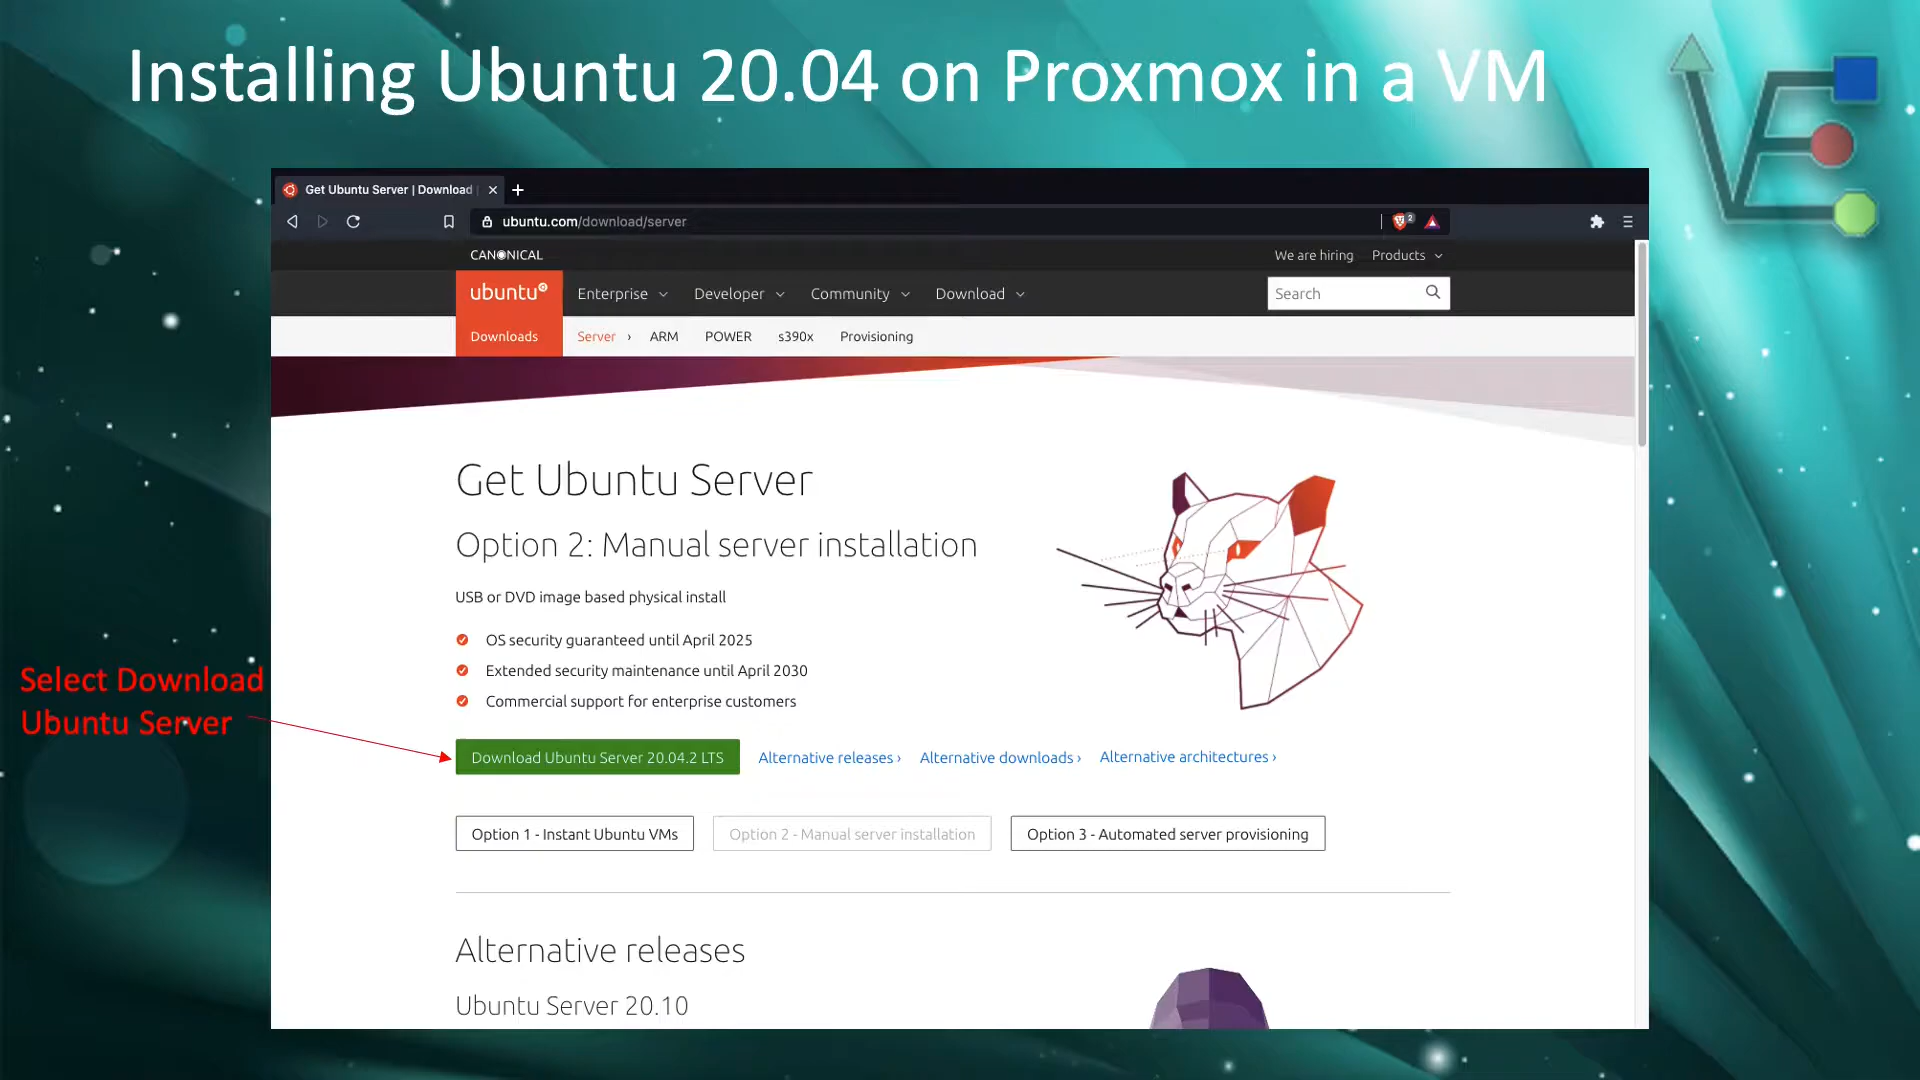 Installing Ubuntu 20.04 on Proxmox in a VM
Get Ubuntu Server | Download
ubuntu.com/download/server
2
CANONICAL
We are hiring Products
ubuntu
Enterprise Developer Community Download
Search
Downloads
Server › ARM POWER s390x Provisioning
Get Ubuntu Server
Option 2: Manual server installation
USB or DVD image based physical install
OS security guaranteed until April 2025
Extended security maintenance until April 2030
Commercial support for enterprise customers
Select Download
Ubuntu Server
Download Ubuntu Server 20.04.2 LTS Alternative releases › Alternative downloads › Alternative architectures ›
Option 1 - Instant Ubuntu VMs Option 2 - Manual server installation Option 3 - Automated server provisioning
Alternative releases
Ubuntu Server 20.10